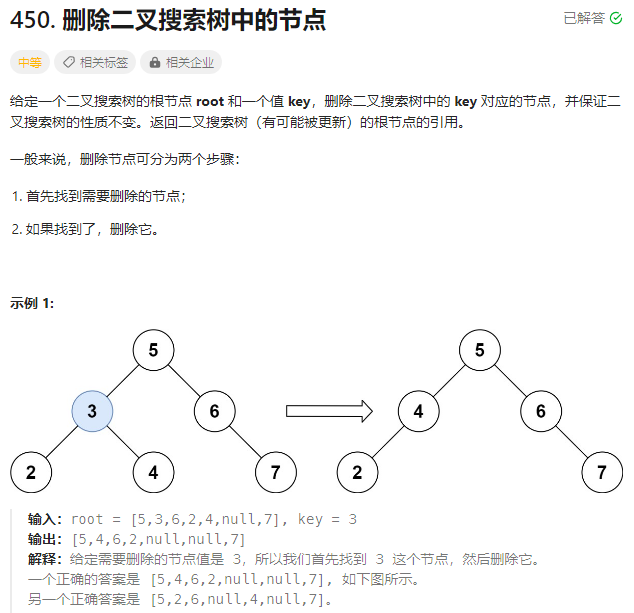 450. 删除二叉搜索树中的节点
已解答
中等 相关标签 相关企业
给定一个二叉搜索树的根节点 root 和一个值 key，删除二叉搜索树中的 key 对应的节点，并保证二
叉搜索树的性质不变。返回二叉搜索树（有可能被更新）的根节点的引用。
一般来说，删除节点可分为两个步骤：
1. 首先找到需要删除的节点；
2. 如果找到了，删除它。
示例 1:
5 5
3 6 4 6
2 4 7 2 7
输入：root = [5,3,6,2,4,null,7], key = 3
输出：[5,4,6,2,null,null,7]
解释：给定需要删除的节点值是 3，所以我们首先找到 3 这个节点，然后删除它。
一个正确的答案是 [5,4,6,2,null,null,7], 如下图所示。
另一个正确答案是 [5,2,6,null,4,null,7]。